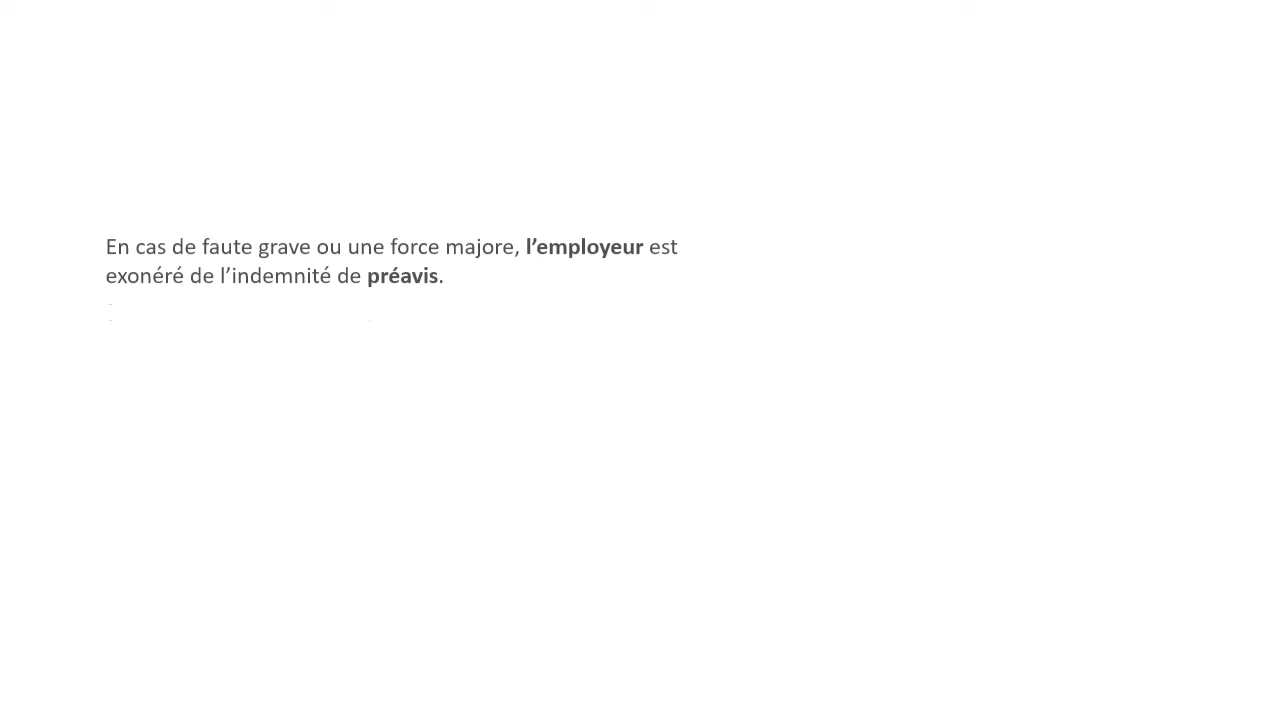 En cas de faute grave ou une force majore, l’employeur est
exonéré de l’indemnité de préavis.